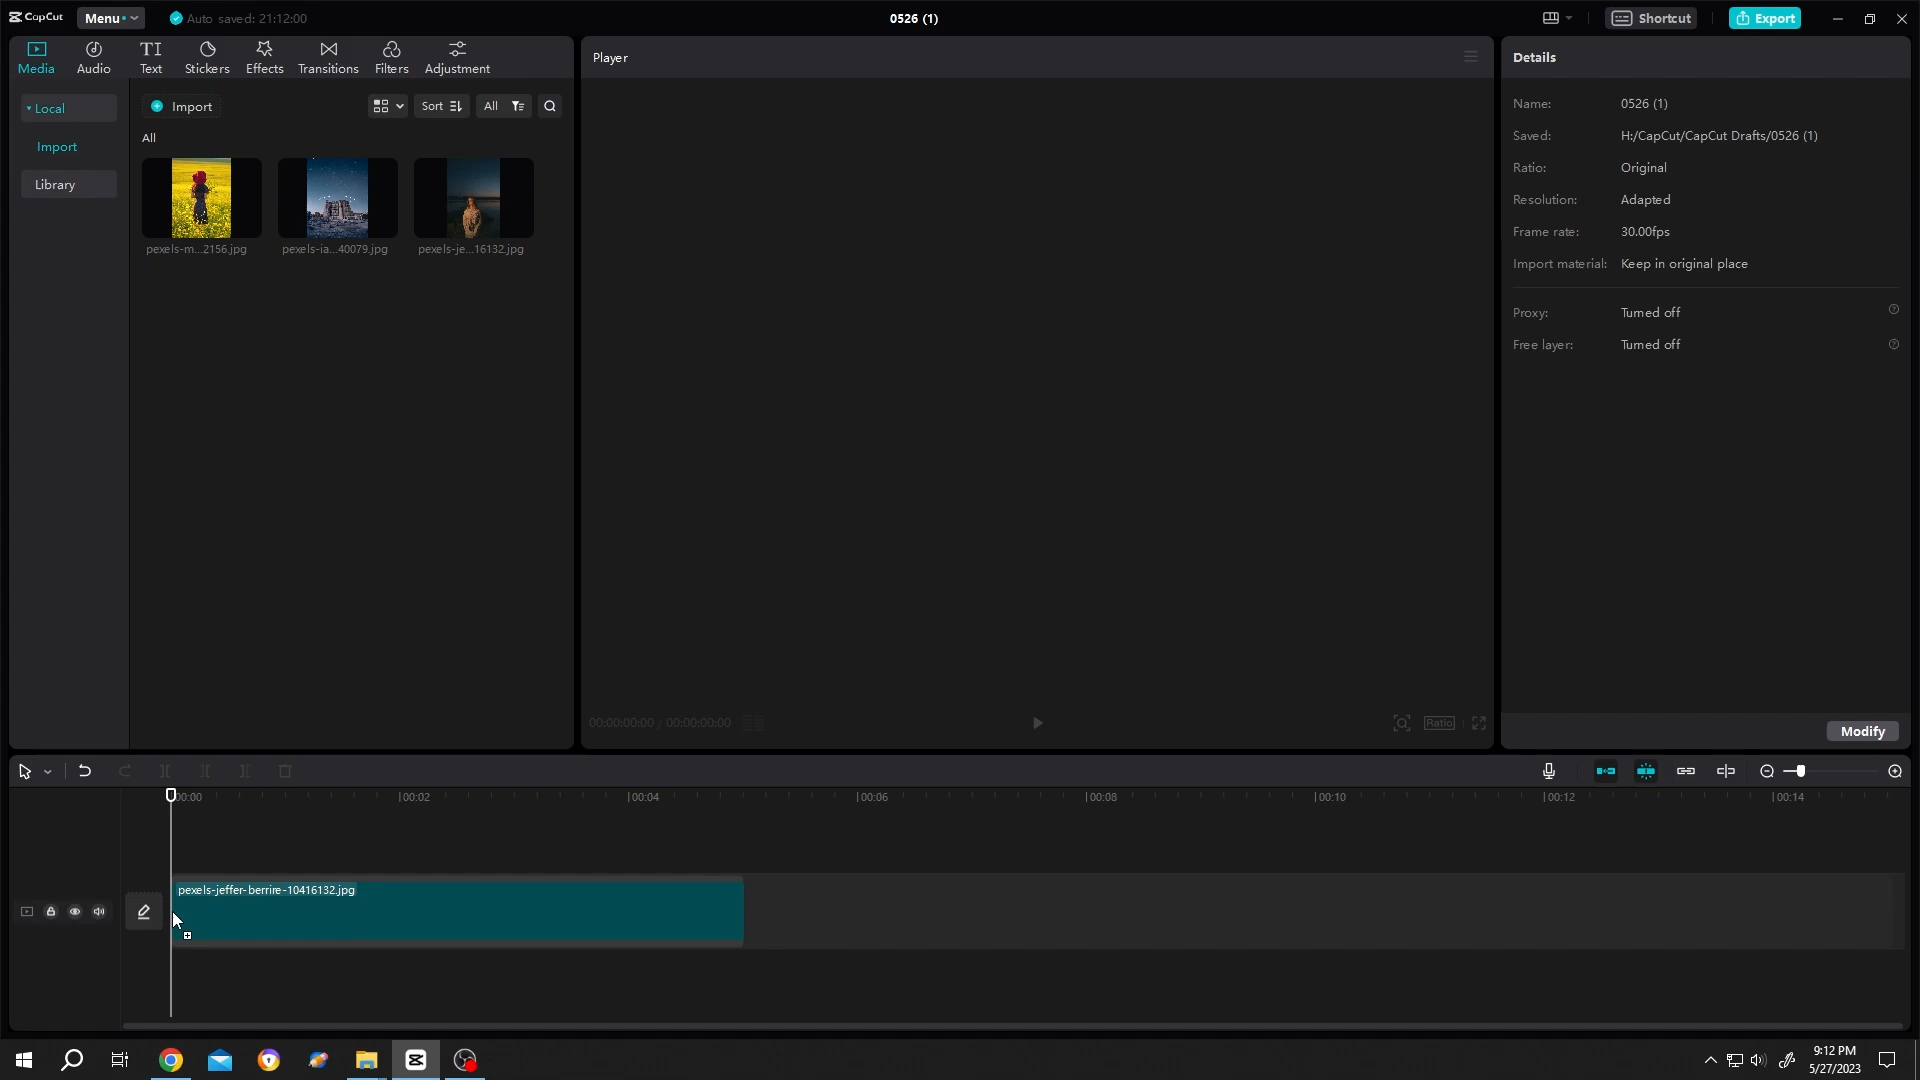 CapCut
Menu
Auto saved: 21:12:00
0526 (1)
Shortcut
Export
Media
Audio
TI
Text
Stickers
Effects
Transitions
Filters
Adjustment
Local
Import
Library
Import
Sort
All
All
pexels-m...2156.jpg
pexels-ia...40079.jpg
pexels-je...16132.jpg
Player
00:00:00:00 / 00:00:00:00
Ratio
Details
Name: 0526 (1)
Saved: H:/CapCut/CapCut Drafts/0526 (1)
Ratio: Original
Resolution: Adapted
Frame rate: 30.00fps
Import material: Keep in original place
Proxy: Turned off
Free layer: Turned off
Modify
00:00
00:02
00:04
00:06
00:08
00:10
00:12
00:14
pexels-jeffer-berrire-10416132.jpg
9:12 PM
5/27/2023